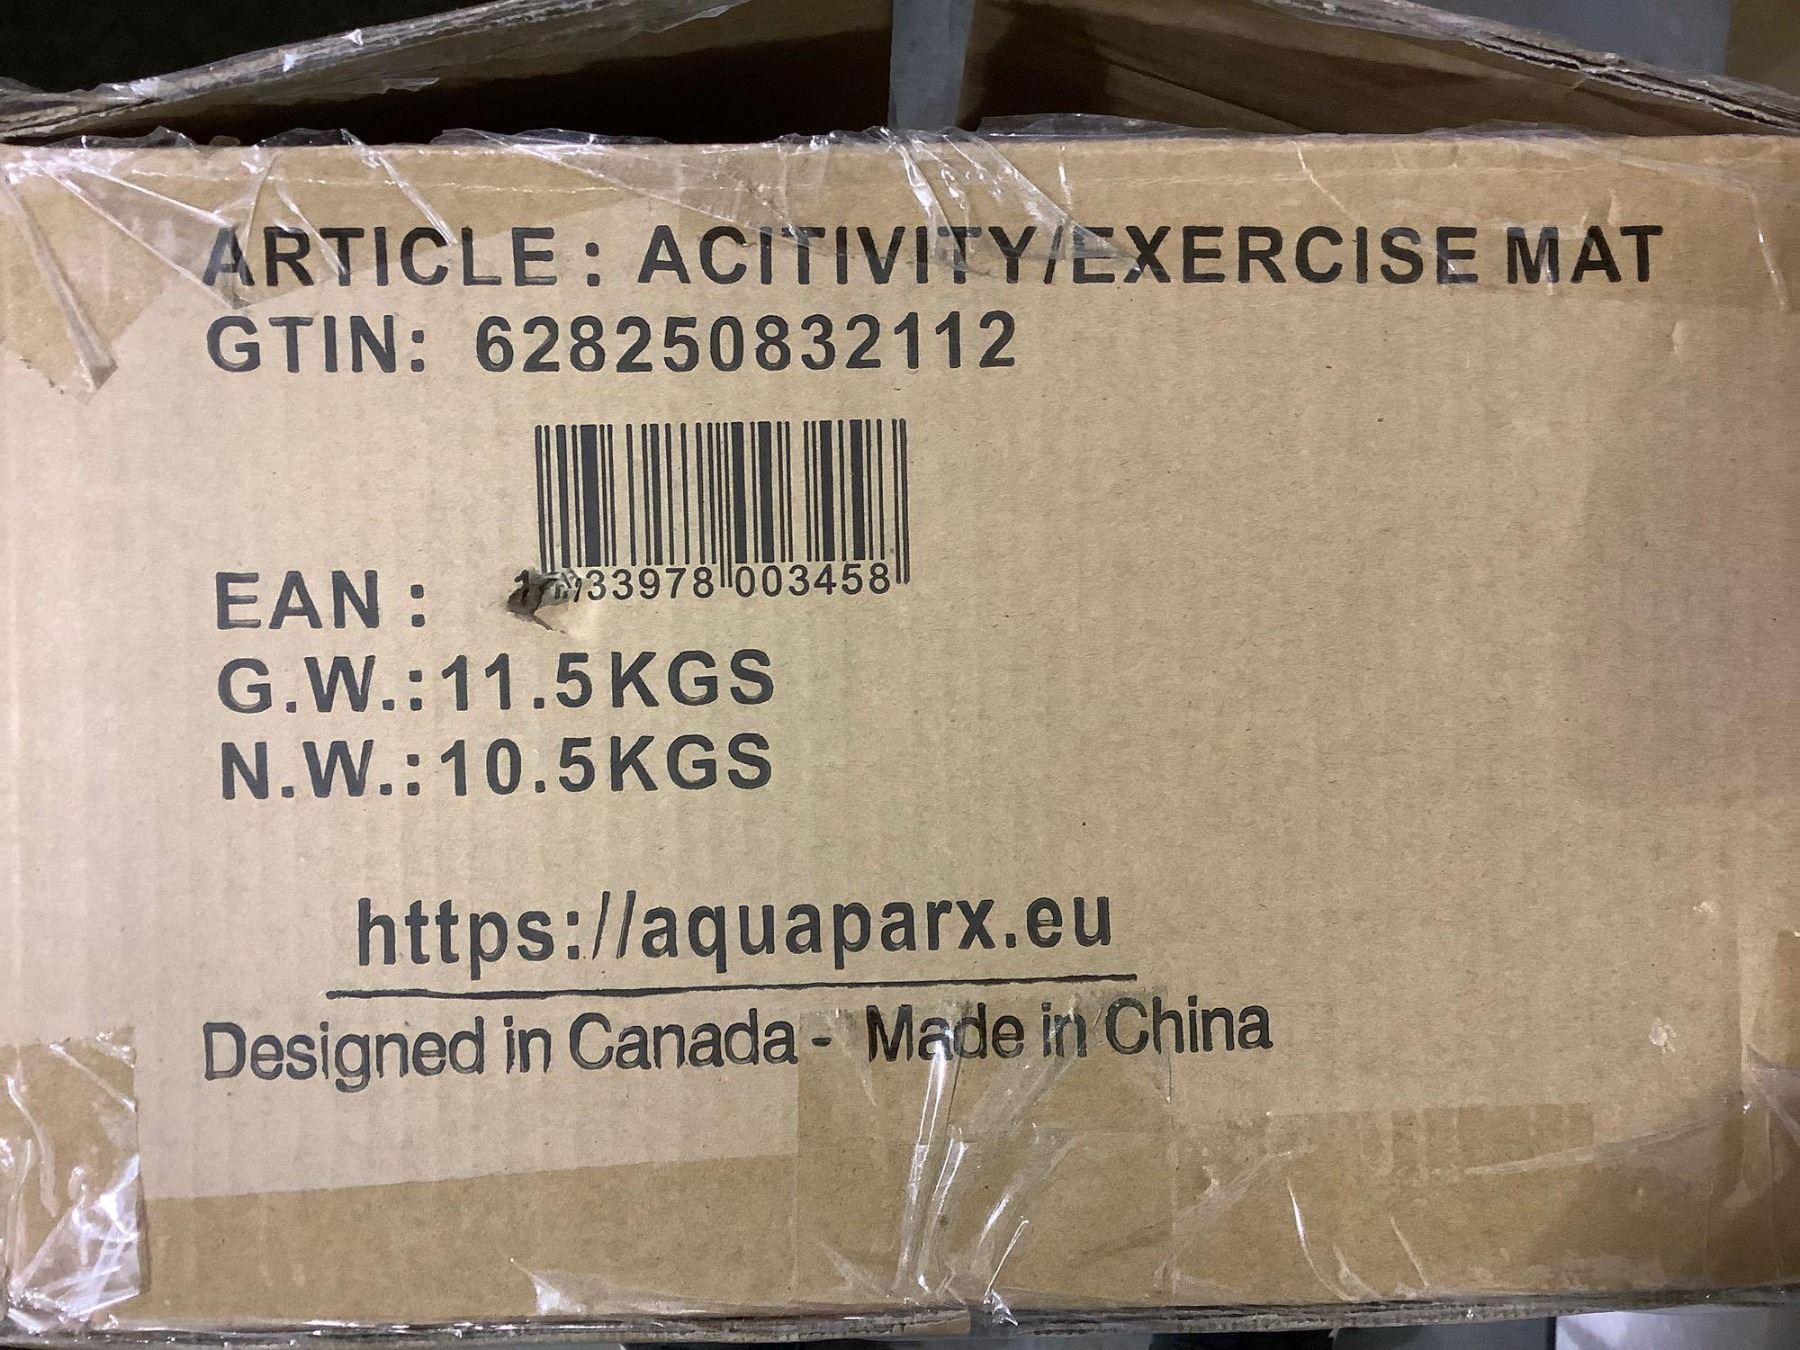 ARTICLE : ACITIVITY/EXERCISE MAT
GTIN: 628250832112
33978 003458
EAN :
G.W.:11.5KGS
N.W.:10.5KGS
https://aquaparx.eu
Designed in Canada - Made in China